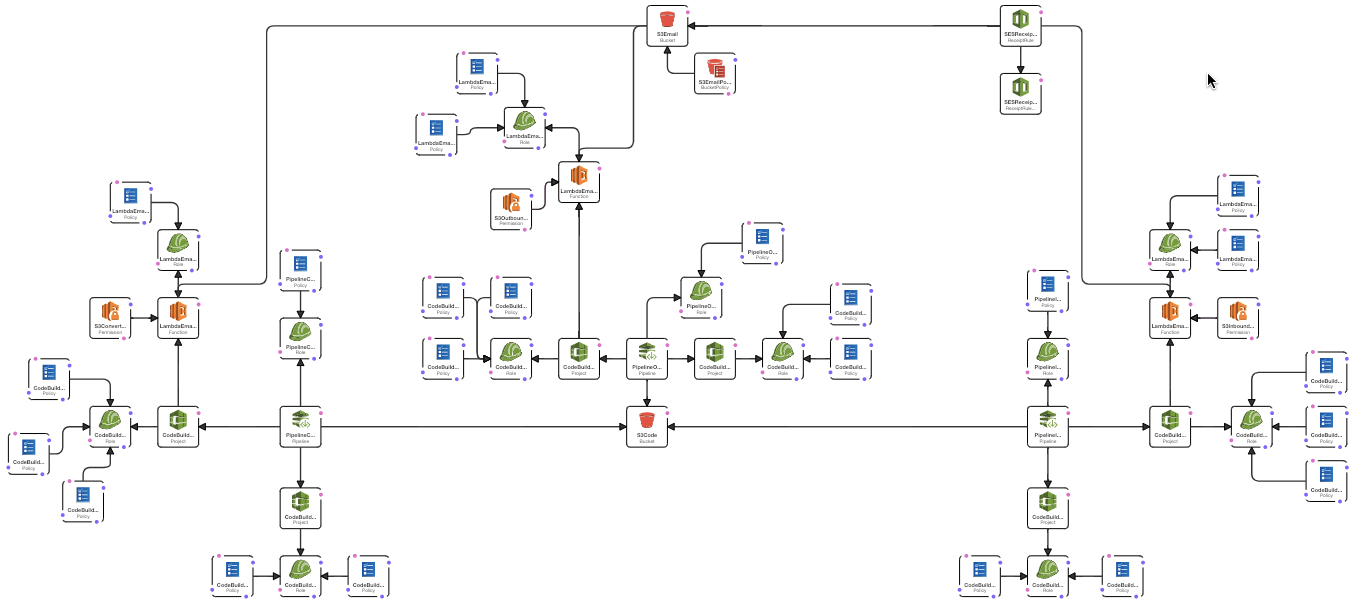 S3Email
Bucket
SESReceip...
ReceiptRule
LambdaEma...
Policy
S3EmailPo...
BucketPolicy
SESReceip...
ReceiptRule...
LambdaEma...
Role
LambdaEma...
Policy
LambdaEma...
Function
LambdaEma...
Policy
S3Outboun...
Permission
LambdaEma...
Policy
LambdaEma...
Role
PipelineC...
Policy
PipelineO...
Policy
LambdaEma...
Role
LambdaEma...
Policy
S3Convert...
Permission
LambdaEma...
Function
CodeBuild...
Policy
CodeBuild...
Policy
PipelineO...
Role
CodeBuild...
Policy
PipelineI...
Policy
LambdaEma...
Function
S3Inbound...
Permission
PipelineC...
Role
CodeBuild...
Policy
CodeBuild...
Role
CodeBuild...
Project
PipelineO...
Pipeline
CodeBuild...
Project
CodeBuild...
Role
CodeBuild...
Policy
PipelineI...
Role
CodeBuild...
Policy
CodeBuild...
Policy
CodeBuild...
Role
CodeBuild...
Project
PipelineC...
Pipeline
S3Code
Bucket
PipelineI...
Pipeline
CodeBuild...
Project
CodeBuild...
Role
CodeBuild...
Policy
CodeBuild...
Policy
CodeBuild...
Policy
CodeBuild...
Policy
CodeBuild...
Project
CodeBuild...
Project
CodeBuild...
Policy
CodeBuild...
Role
CodeBuild...
Policy
CodeBuild...
Policy
CodeBuild...
Role
CodeBuild...
Policy